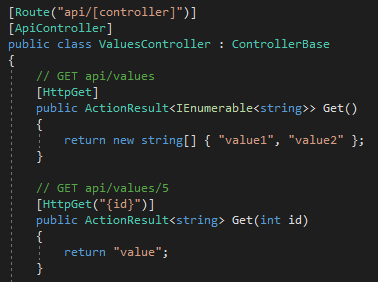 [Route("api/[controller]")]
[ApiController]
public class ValuesController : ControllerBase
{
    // GET api/values
    [HttpGet]
    public ActionResult<IEnumerable<string>> Get()
    {
        return new string[] { "value1", "value2" };
    }

    // GET api/values/5
    [HttpGet("{id}")]
    public ActionResult<string> Get(int id)
    {
        return "value";
    }